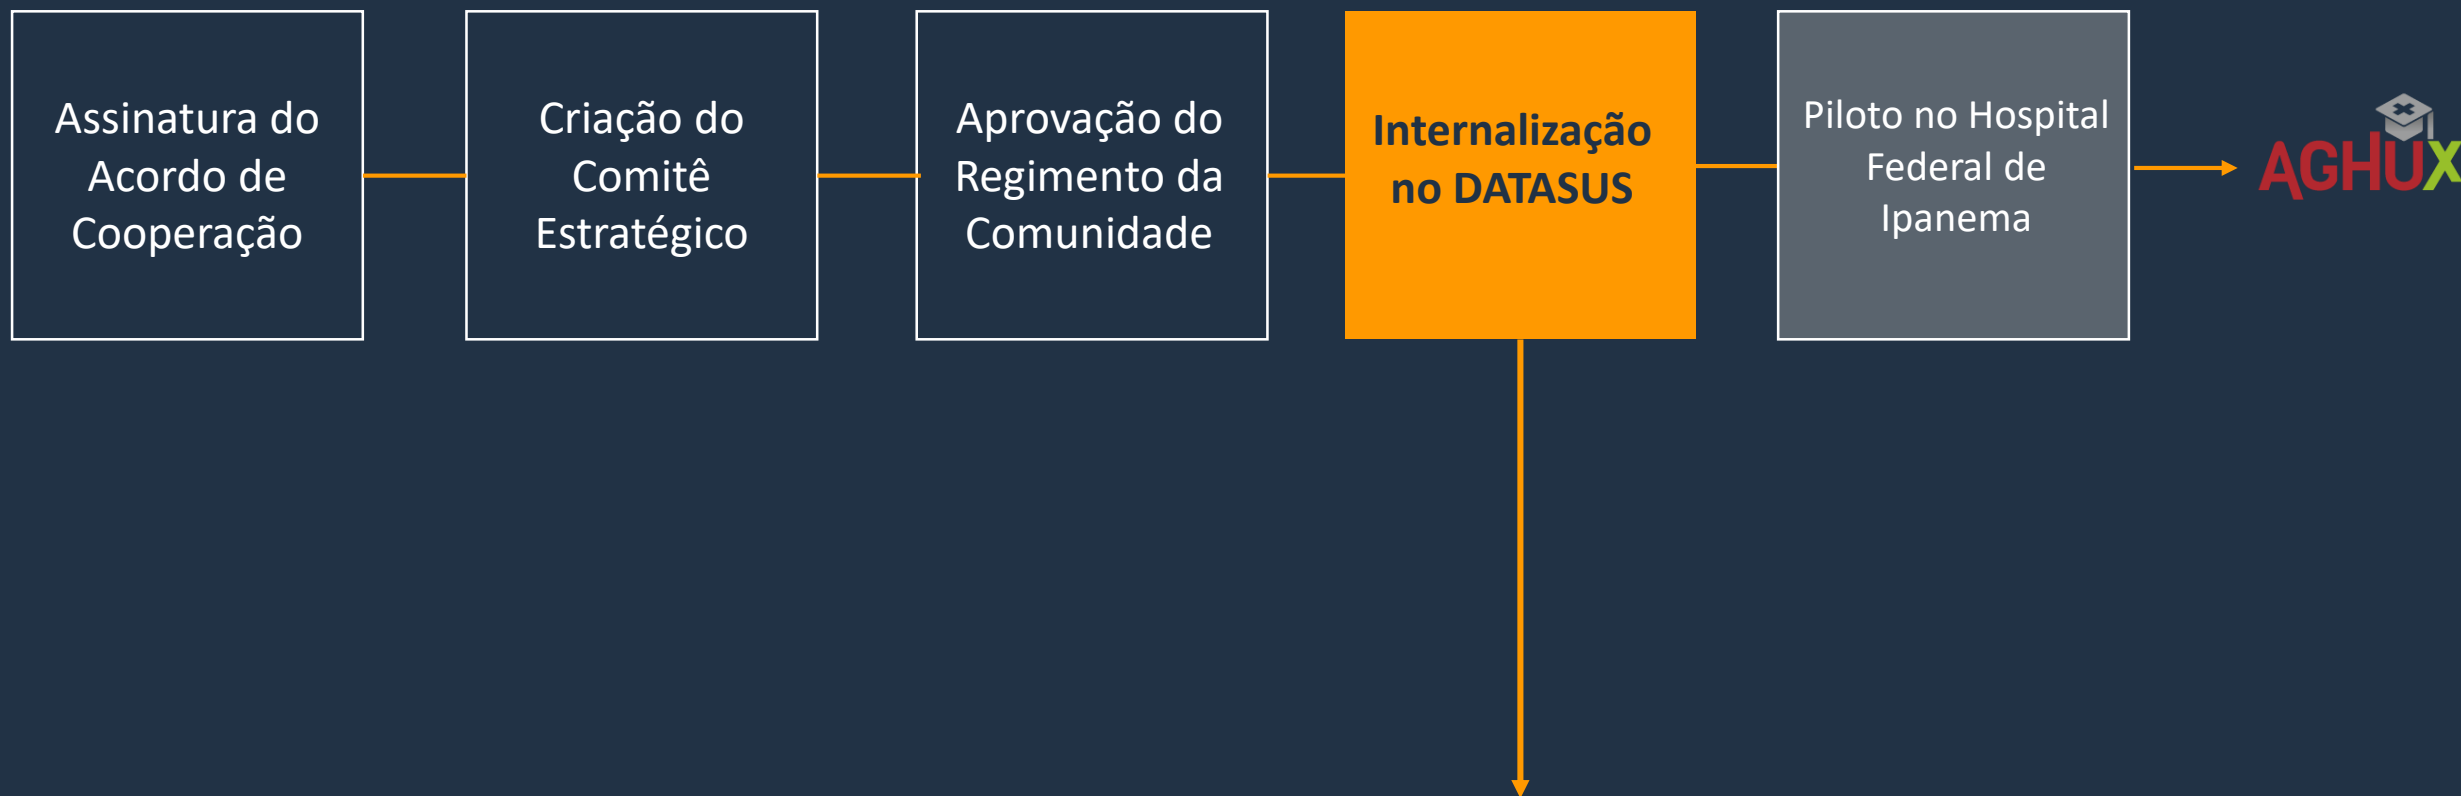 Assinatura do
Acordo de
Cooperação
Criação do
Comitê
Estratégico
Aprovação do
Regimento da
Comunidade
Internalização
no DATASUS
Piloto no Hospital
Federal de
Ipanema
AGHUX